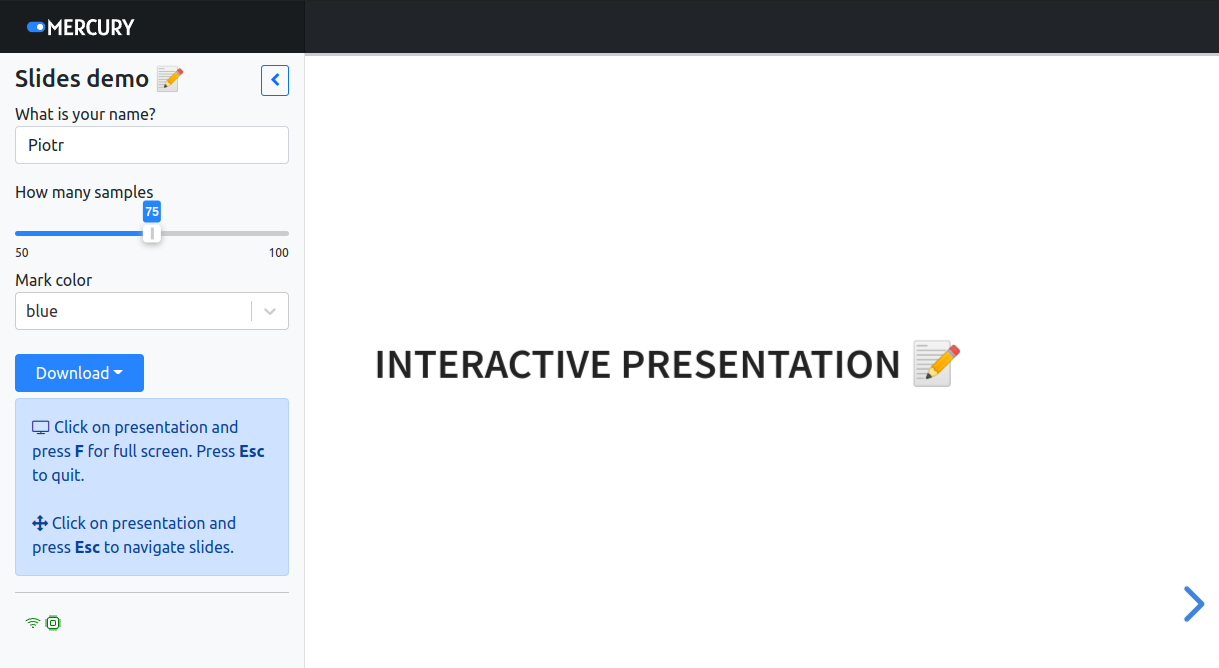 MERCURY
Slides demo 📝
What is your name?
Piotr
How many samples
75
50 100
Mark color
blue
Download
Click on presentation and
press F for full screen. Press Esc
to quit.
Click on presentation and
press Esc to navigate slides.
INTERACTIVE PRESENTATION 📝